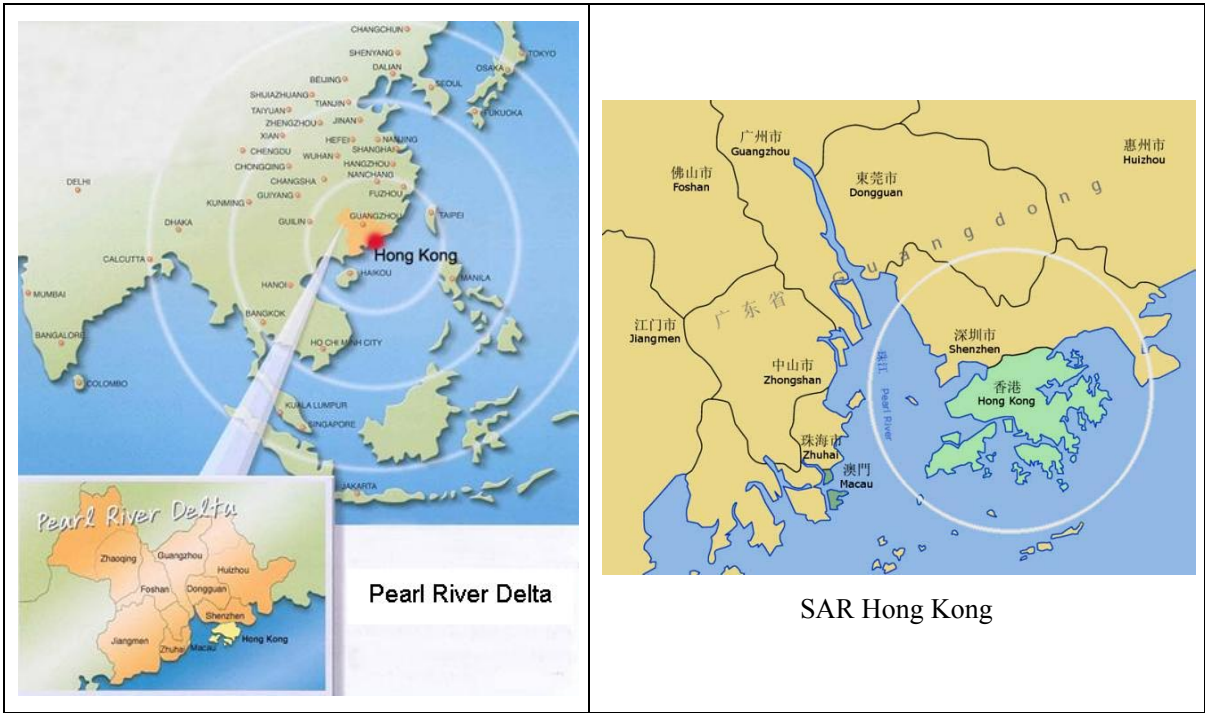 CHANGCHUN
SHENYANG
TOKYO
DALIAN
OSAKA
BEIJING
SEOUL
SHIJIAZHUANG
TIANJIN
TAIYUAN
FUKUOKA
ZHENGZHOU
JINAN
XIAN
HEFEI
NANJING
CHENGDU
SHANGHAI
WUHAN
CHONGQING
HANGZHOU
NANCHANG
CHANGSHA
DELHI
GUIYANG
FUZHOU
KUNMING
GUANGZHOU
TAIPEI
DHAKA
GUILIN
Hong Kong
CALCUTTA
HAIKOU
MANILA
HANOI
MUMBAI
BANGKOK
BANGALORE
HO CHI MINH CITY
COLOMBO
KUALA LUMPUR
SINGAPORE
JAKARTA
Pearl River Delta
Zhaoqing
Guangzhou
Huizhou
Foshan
Dongguan
Shenzhen
Jiangmen
Zhuhai
Macau
Hong Kong
Pearl River Delta
广州市
Guangzhou
惠州市
Huizhou
佛山市
Foshan
東莞市
Dongguan
Guangdong
广东省
江门市
Jiangmen
深圳市
Shenzhen
中山市
Zhongshan
珠江 Pearl River
香港
Hong Kong
珠海市
Zhuhai
澳門
Macau
SAR Hong Kong